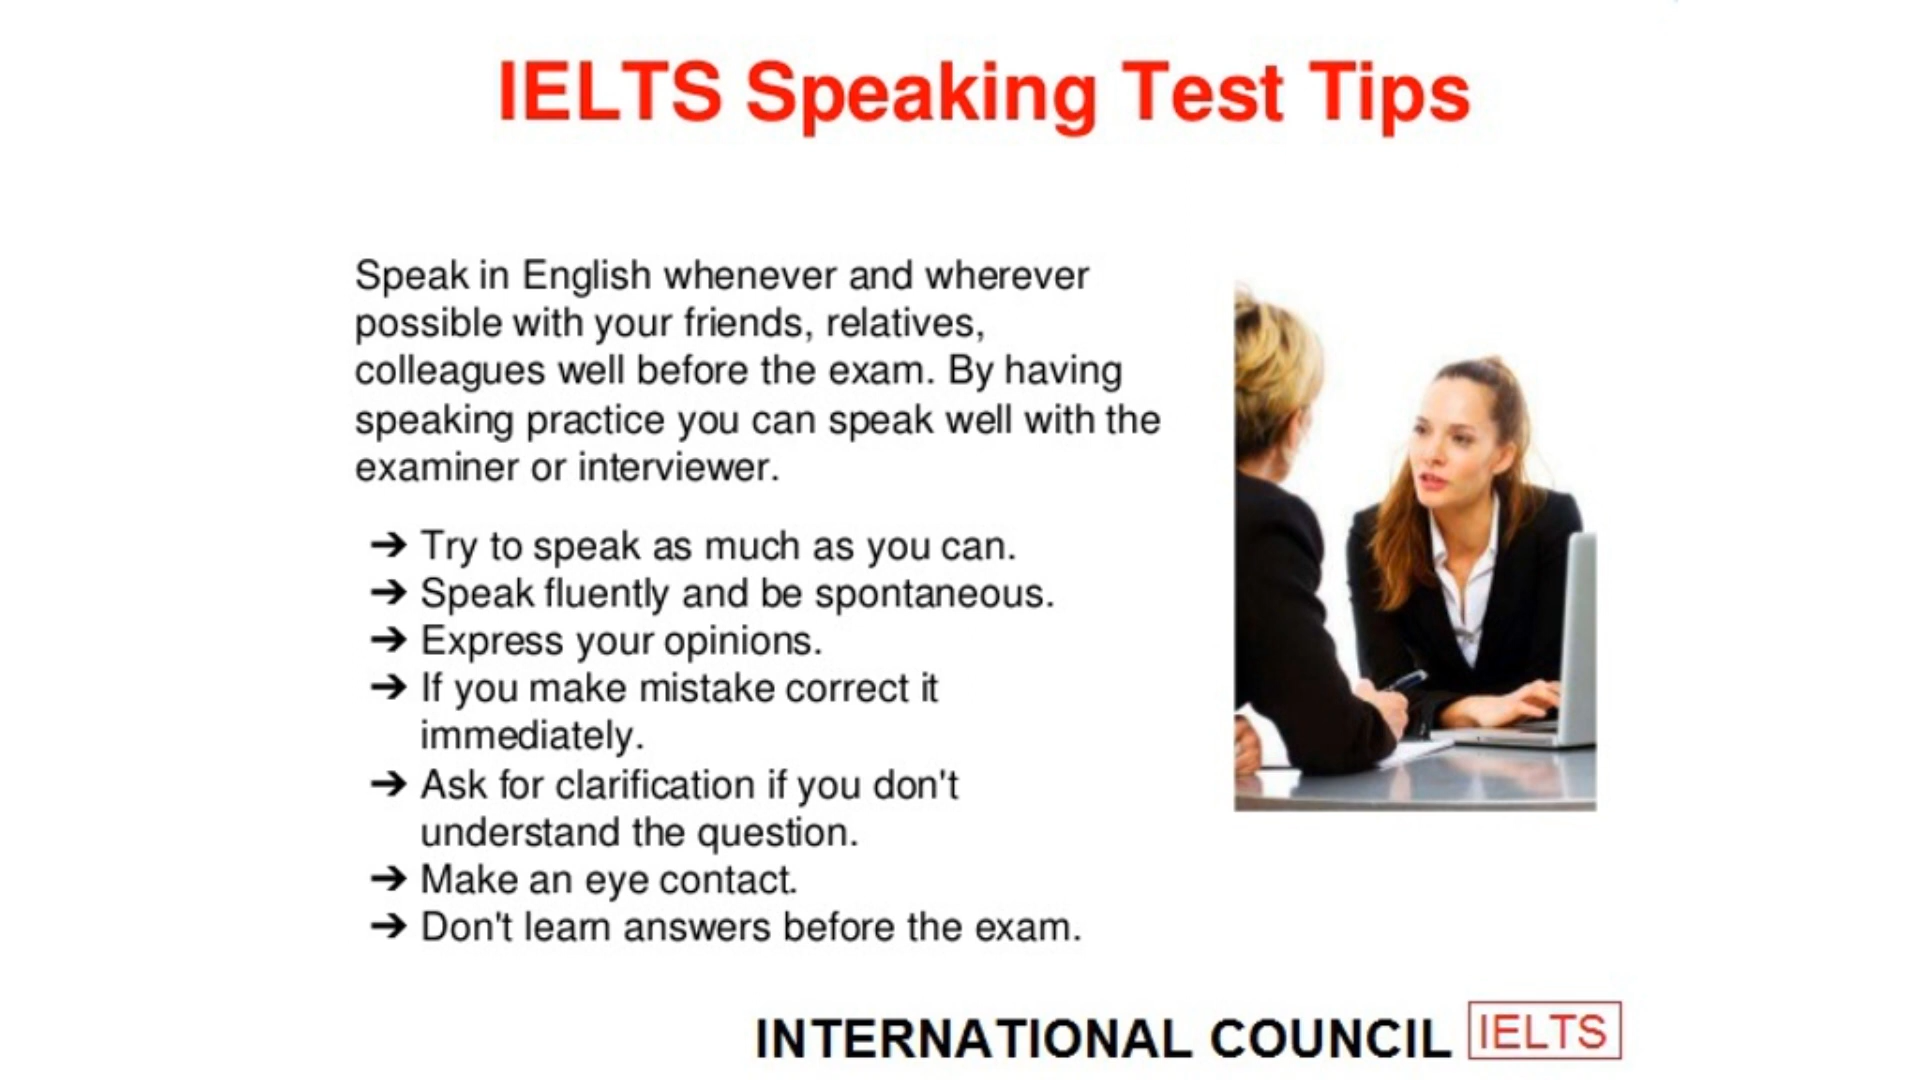 IELTS Speaking Test Tips
Speak in English whenever and wherever
possible with your friends, relatives,
colleagues well before the exam. By having
speaking practice you can speak well with the
examiner or interviewer.
➔ Try to speak as much as you can.
➔ Speak fluently and be spontaneous.
➔ Express your opinions.
➔ If you make mistake correct it
immediately.
➔ Ask for clarification if you don't
understand the question.
➔ Make an eye contact.
➔ Don't learn answers before the exam.
INTERNATIONAL COUNCIL IELTS